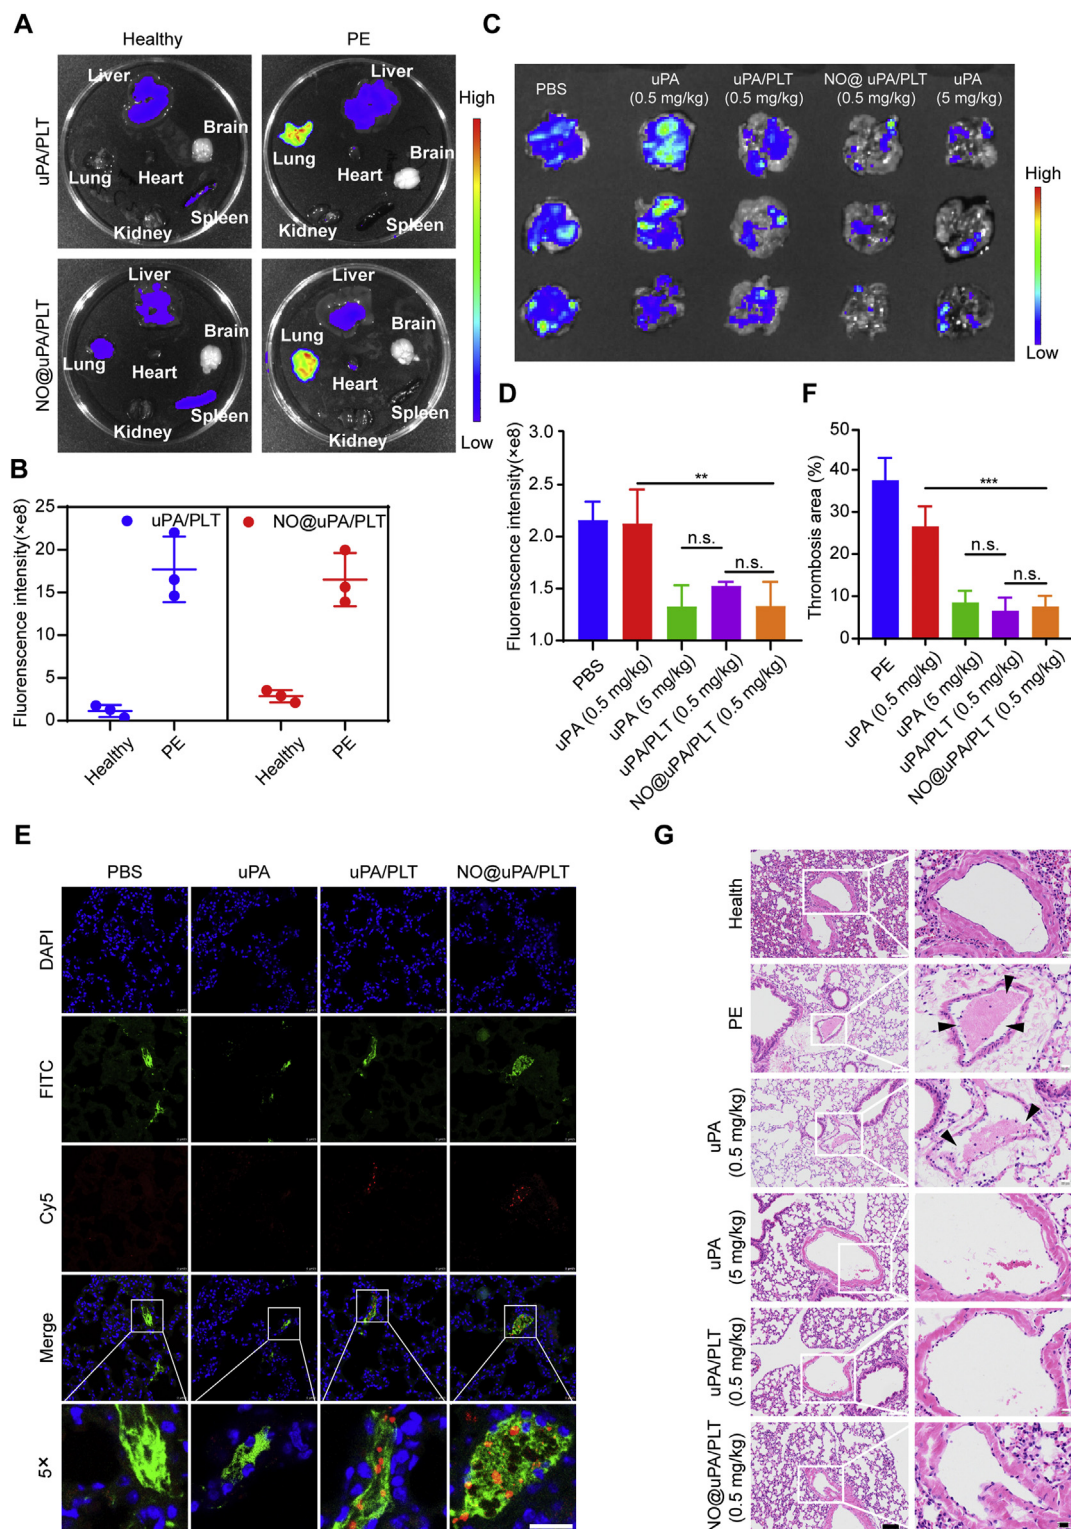 A
Healthy
PE
uPA/PLT
Liver
Brain
Lung
Heart
Spleen
Kidney
Liver
Lung
Brain
Heart
Kidney
Spleen
NO@uPA/PLT
Liver
Brain
Lung
Heart
Spleen
Kidney
Liver
Lung
Brain
Heart
Spleen
Kidney
High
Low
B
Fluorenscence intensity(×e8)
25
20
15
10
5
0
uPA/PLT
NO@uPA/PLT
Healthy
PE
Healthy
PE
C
PBS
uPA
(0.5 mg/kg)
uPA/PLT
(0.5 mg/kg)
NO@ uPA/PLT
(0.5 mg/kg)
uPA
(5 mg/kg)
High
Low
D
Fluorenscence intensity(×e8)
3.0
2.5
2.0
1.5
1.0
**
n.s.
n.s.
PBS
uPA (0.5 mg/kg)
uPA (5 mg/kg)
uPA/PLT (0.5 mg/kg)
NO@uPA/PLT (0.5 mg/kg)
F
Thrombosis area (%)
50
40
30
20
10
0
***
n.s.
n.s.
PE
uPA (0.5 mg/kg)
uPA (5 mg/kg)
uPA/PLT (0.5 mg/kg)
NO@uPA/PLT (0.5 mg/kg)
E
PBS
uPA
uPA/PLT
NO@uPA/PLT
DAPI
FITC
Cy5
Merge
5×
G
Health
PE
uPA
(0.5 mg/kg)
uPA
(5 mg/kg)
uPA/PLT
(0.5 mg/kg)
NO@uPA/PLT
(0.5 mg/kg)